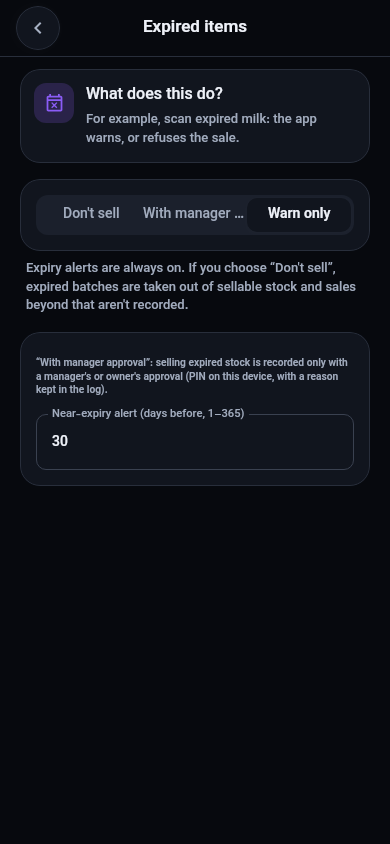 Expired items
What does this do?
For example, scan expired milk: the app
warns, or refuses the sale.
Don't sell
With manager ...
Warn only
Expiry alerts are always on. If you choose “Don't sell”,
expired batches are taken out of sellable stock and sales
beyond that aren't recorded.
“With manager approval”: selling expired stock is recorded only with
a manager's or owner's approval (PIN on this device, with a reason
kept in the log).
Near-expiry alert (days before, 1–365)
30